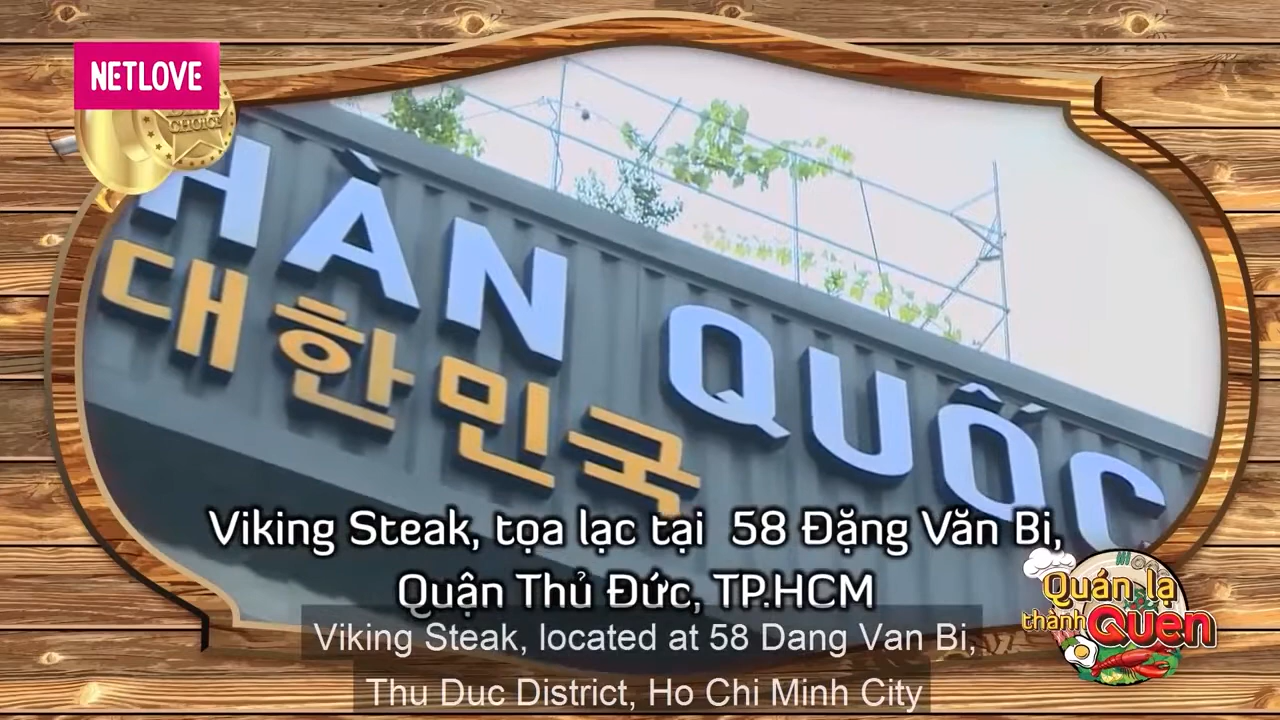 NETLOVE
CHOICE
HÀN QUỐC
대한민국
Viking Steak, tọa lạc tại 58 Đặng Văn Bi,
Quận Thủ Đức, TP.HCM
Viking Steak, located at 58 Dang Van Bi,
Thu Duc District, Ho Chi Minh City
Quán lạ
thành Quen